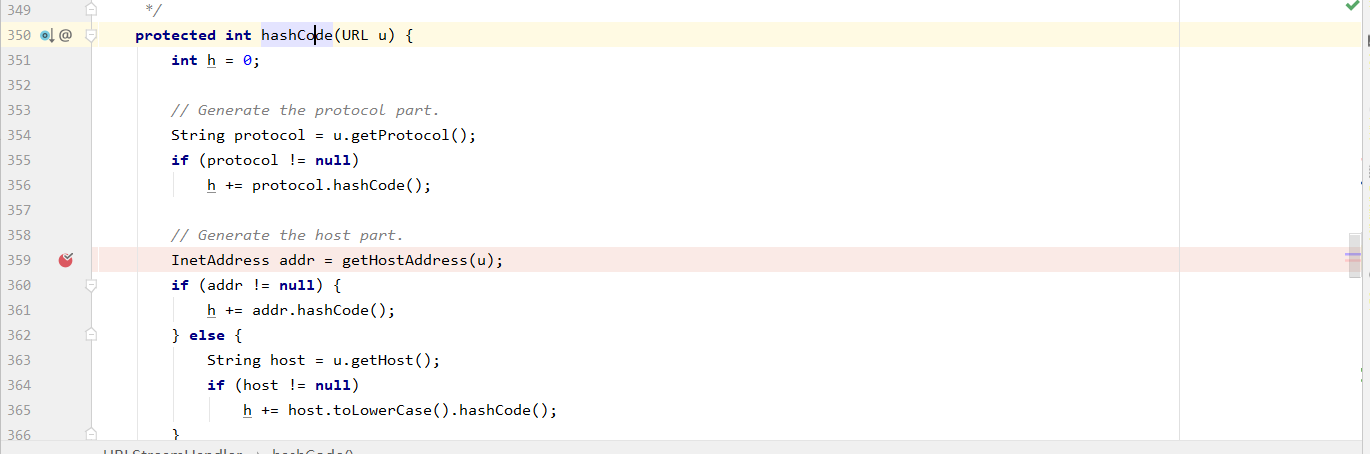 349 */
350 @ protected int hashCode(URL u) {
351 int h = 0;
352
353 // Generate the protocol part.
354 String protocol = u.getProtocol();
355 if (protocol != null)
356 h += protocol.hashCode();
357
358 // Generate the host part.
359 InetAddress addr = getHostAddress(u);
360 if (addr != null) {
361 h += addr.hashCode();
362 } else {
363 String host = u.getHost();
364 if (host != null)
365 h += host.toLowerCase().hashCode();
366 }
URLStreamHandler › hashCode()